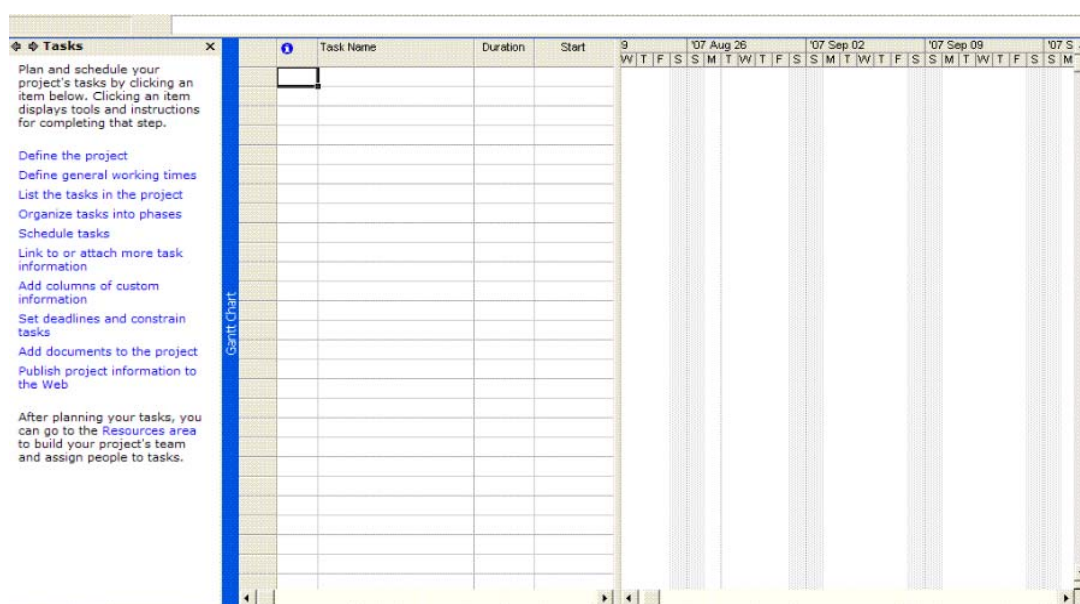 Tasks
Plan and schedule your
project's tasks by clicking an
item below. Clicking an item
displays tools and instructions
for completing that step.
Define the project
Define general working times
List the tasks in the project
Organize tasks into phases
Schedule tasks
Link to or attach more task
information
Add columns of custom
information
Set deadlines and constrain
tasks
Add documents to the project
Publish project information to
the Web
After planning your tasks, you
can go to the Resources area
to build your project's team
and assign people to tasks.
Gantt Chart
Task Name Duration Start
9 '07 Aug 26 '07 Sep 02 '07 Sep 09 '07 S
W T F S S M T W T F S S M T W T F S S M T W T F S S M